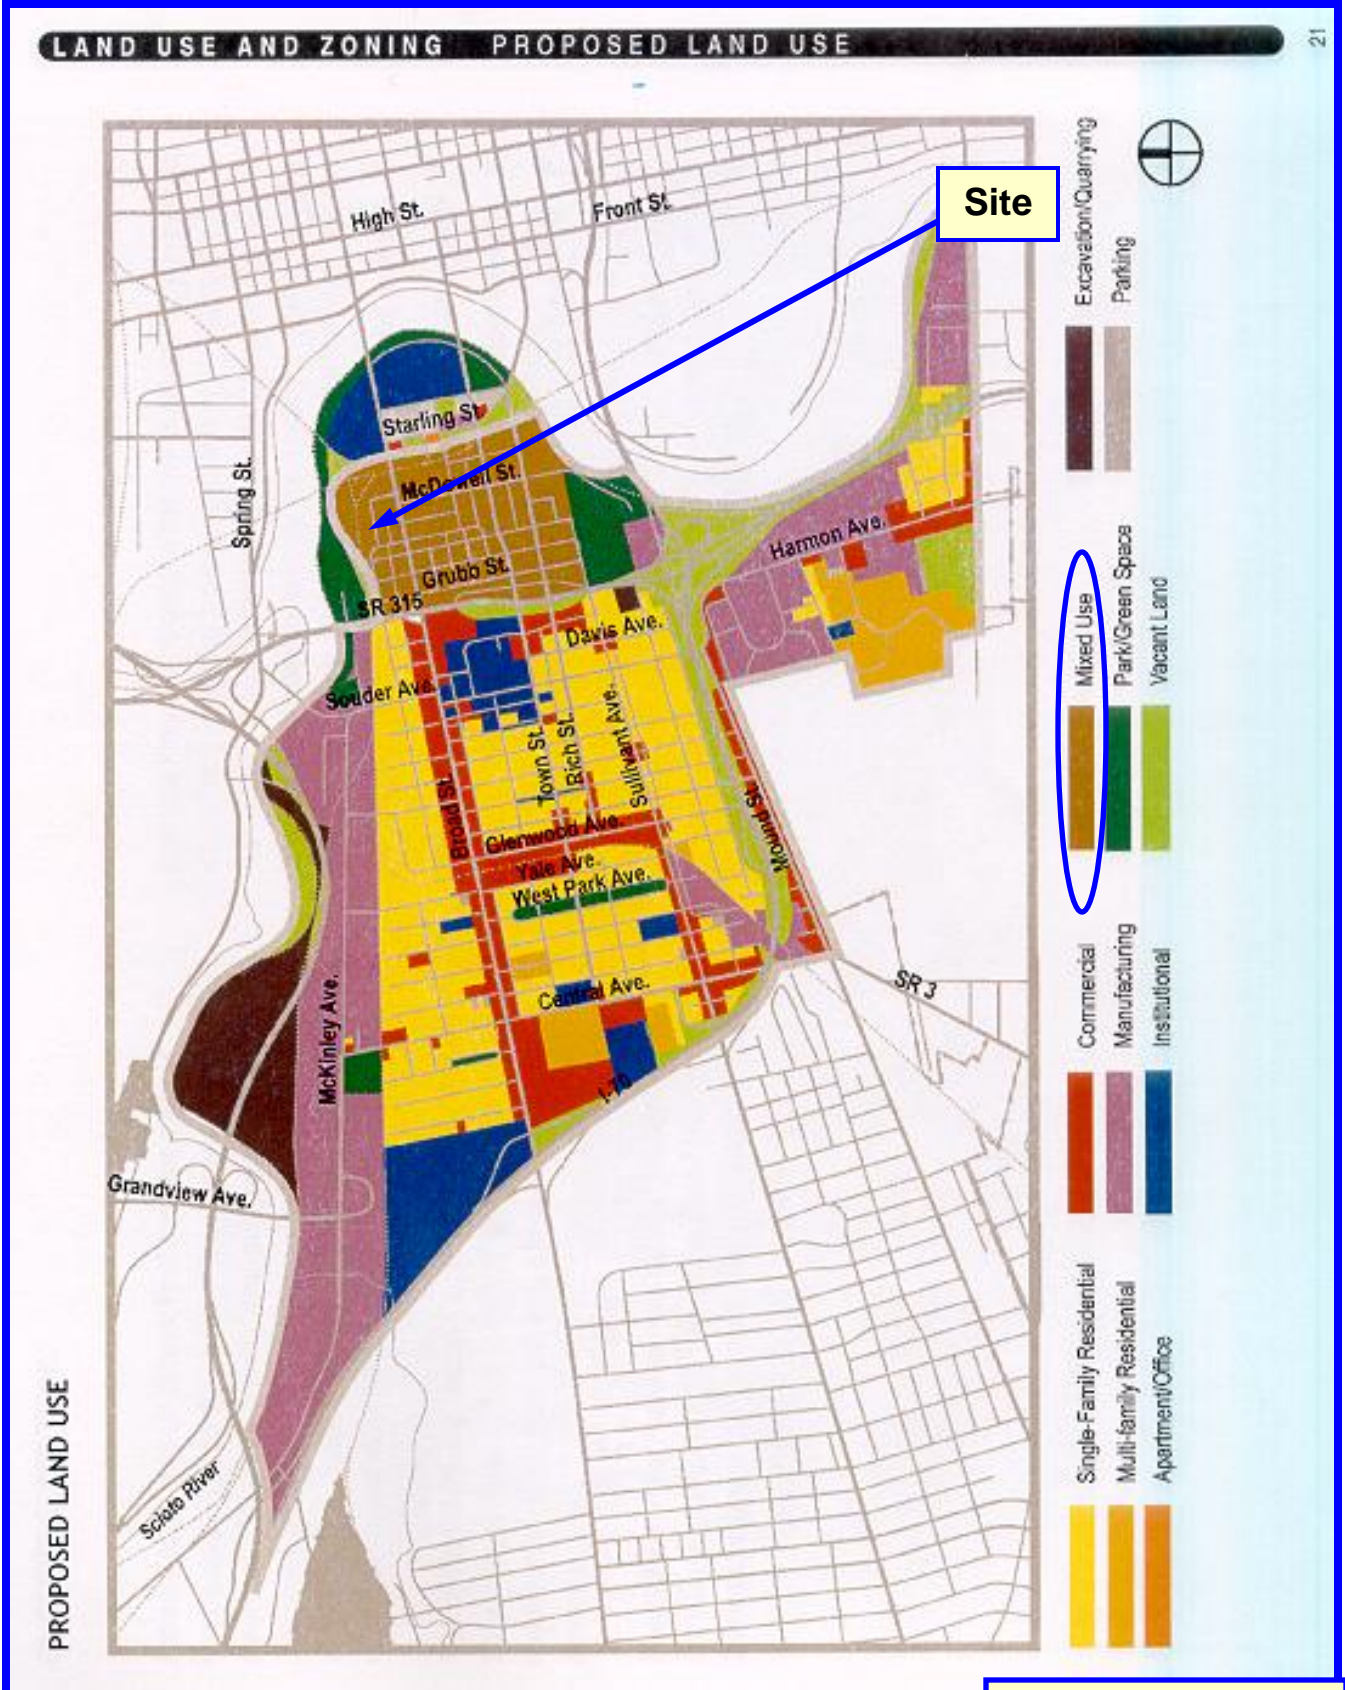 LAND USE AND ZONING PROPOSED LAND USE
21
Site
High St.
Front St.
Spring St.
Starling St.
McDowell St.
Grubb St.
SR 315
Harmon Ave.
Davis Ave.
Souder Ave.
Town St.
Rich St.
Sullivant Ave.
Broad St.
Glenwood Ave.
Yale Ave.
West Park Ave.
Mound St.
McKinley Ave.
Central Ave.
SR 3
I-70
Grandview Ave.
Scioto River
PROPOSED LAND USE
Single-Family Residential
Multi-family Residential
Apartment/Office
Commercial
Manufacturing
Institutional
Mixed Use
Park/Green Space
Vacant Land
Excavation/Quarrying
Parking